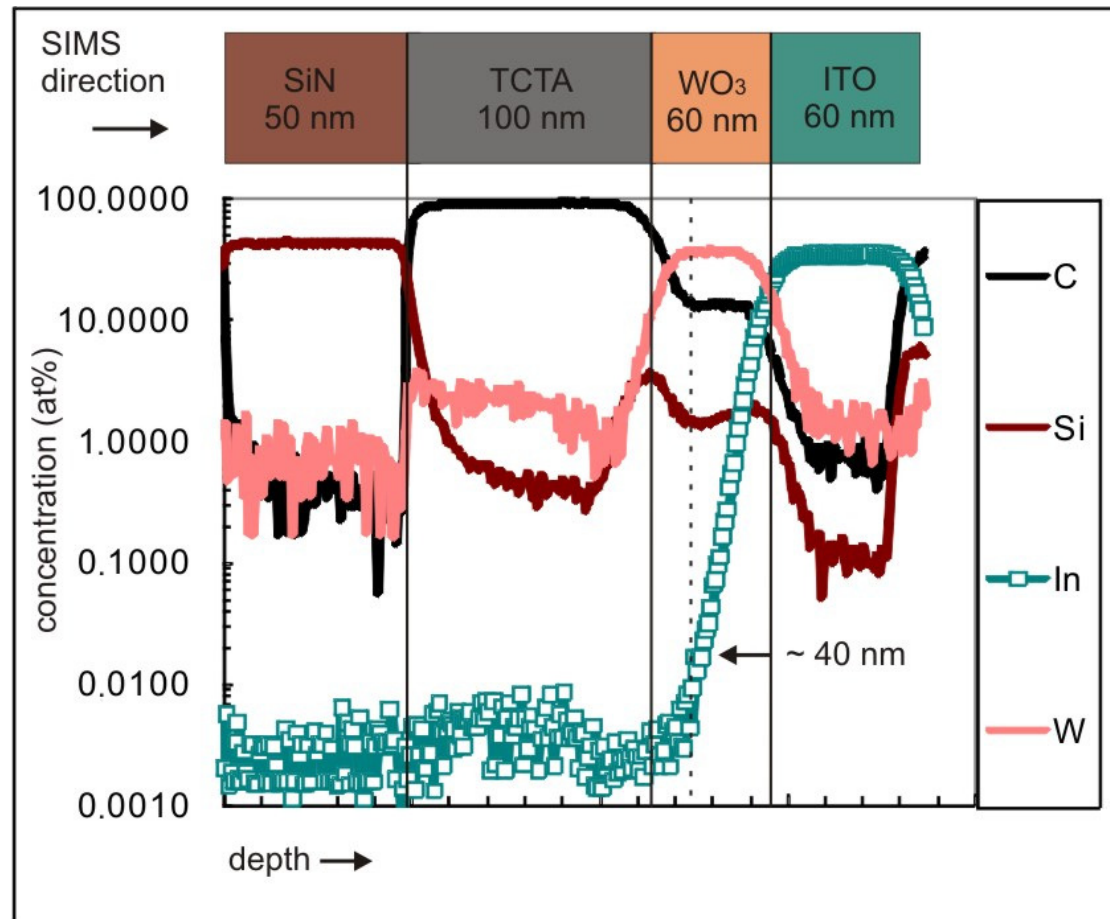 SIMS
direction
SiN
50 nm
TCTA
100 nm
WO₃
60 nm
ITO
60 nm
concentration (at%)
100.0000
10.0000
1.0000
0.1000
0.0100
0.0010
~ 40 nm
depth
C
Si
In
W